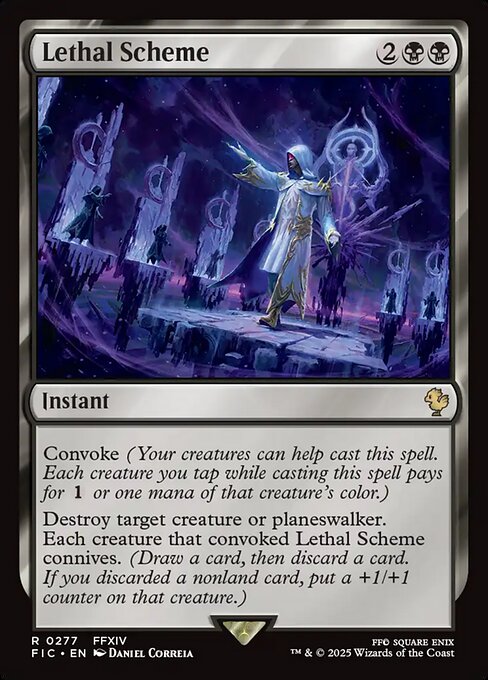 Lethal Scheme 2
Instant
Convoke (Your creatures can help cast this spell.
Each creature you tap while casting this spell pays
for 1 or one mana of that creature's color.)
Destroy target creature or planeswalker.
Each creature that convoked Lethal Scheme
connives. (Draw a card, then discard a card.
If you discarded a nonland card, put a +1/+1
counter on that creature.)
R 0277 FFXIV
FIC • EN Daniel Correia
FF© SQUARE ENIX
™ & © 2025 Wizards of the Coast